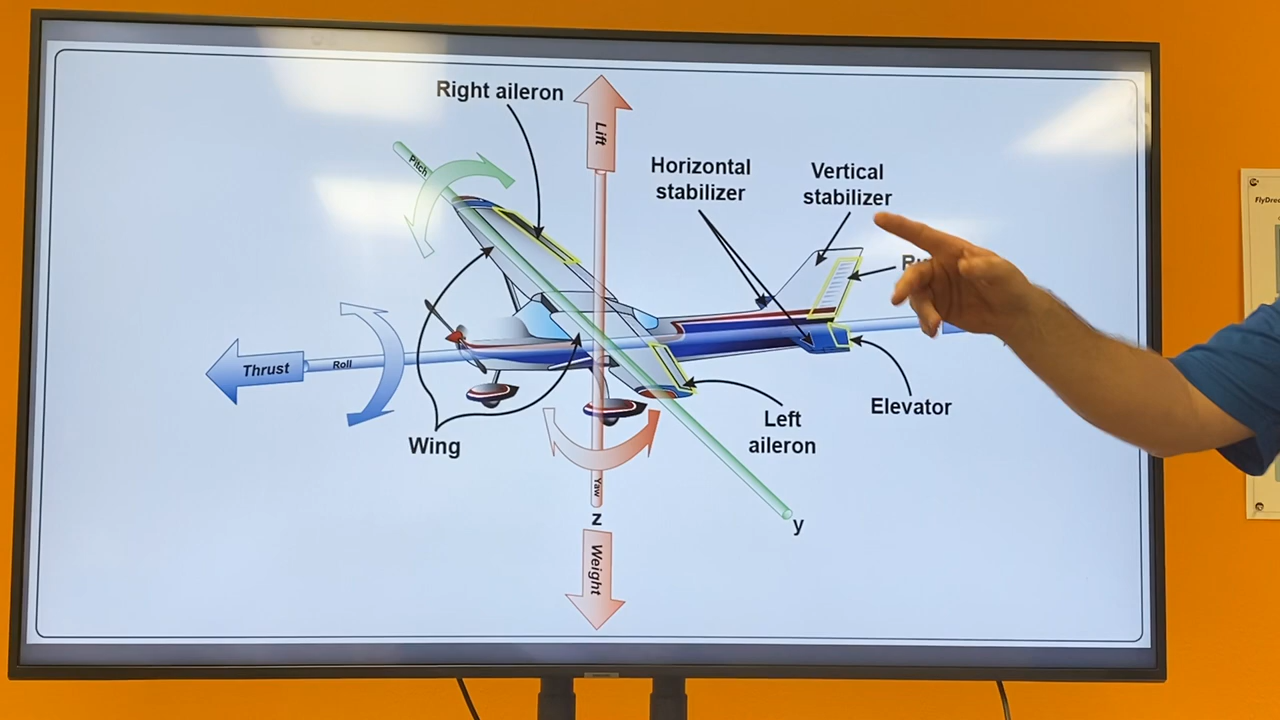 Right aileron
Lift
Pitch
Horizontal
stabilizer
Vertical
stabilizer
Thrust
Roll
Wing
Left
aileron
Elevator
Yaw
z
y
Weight